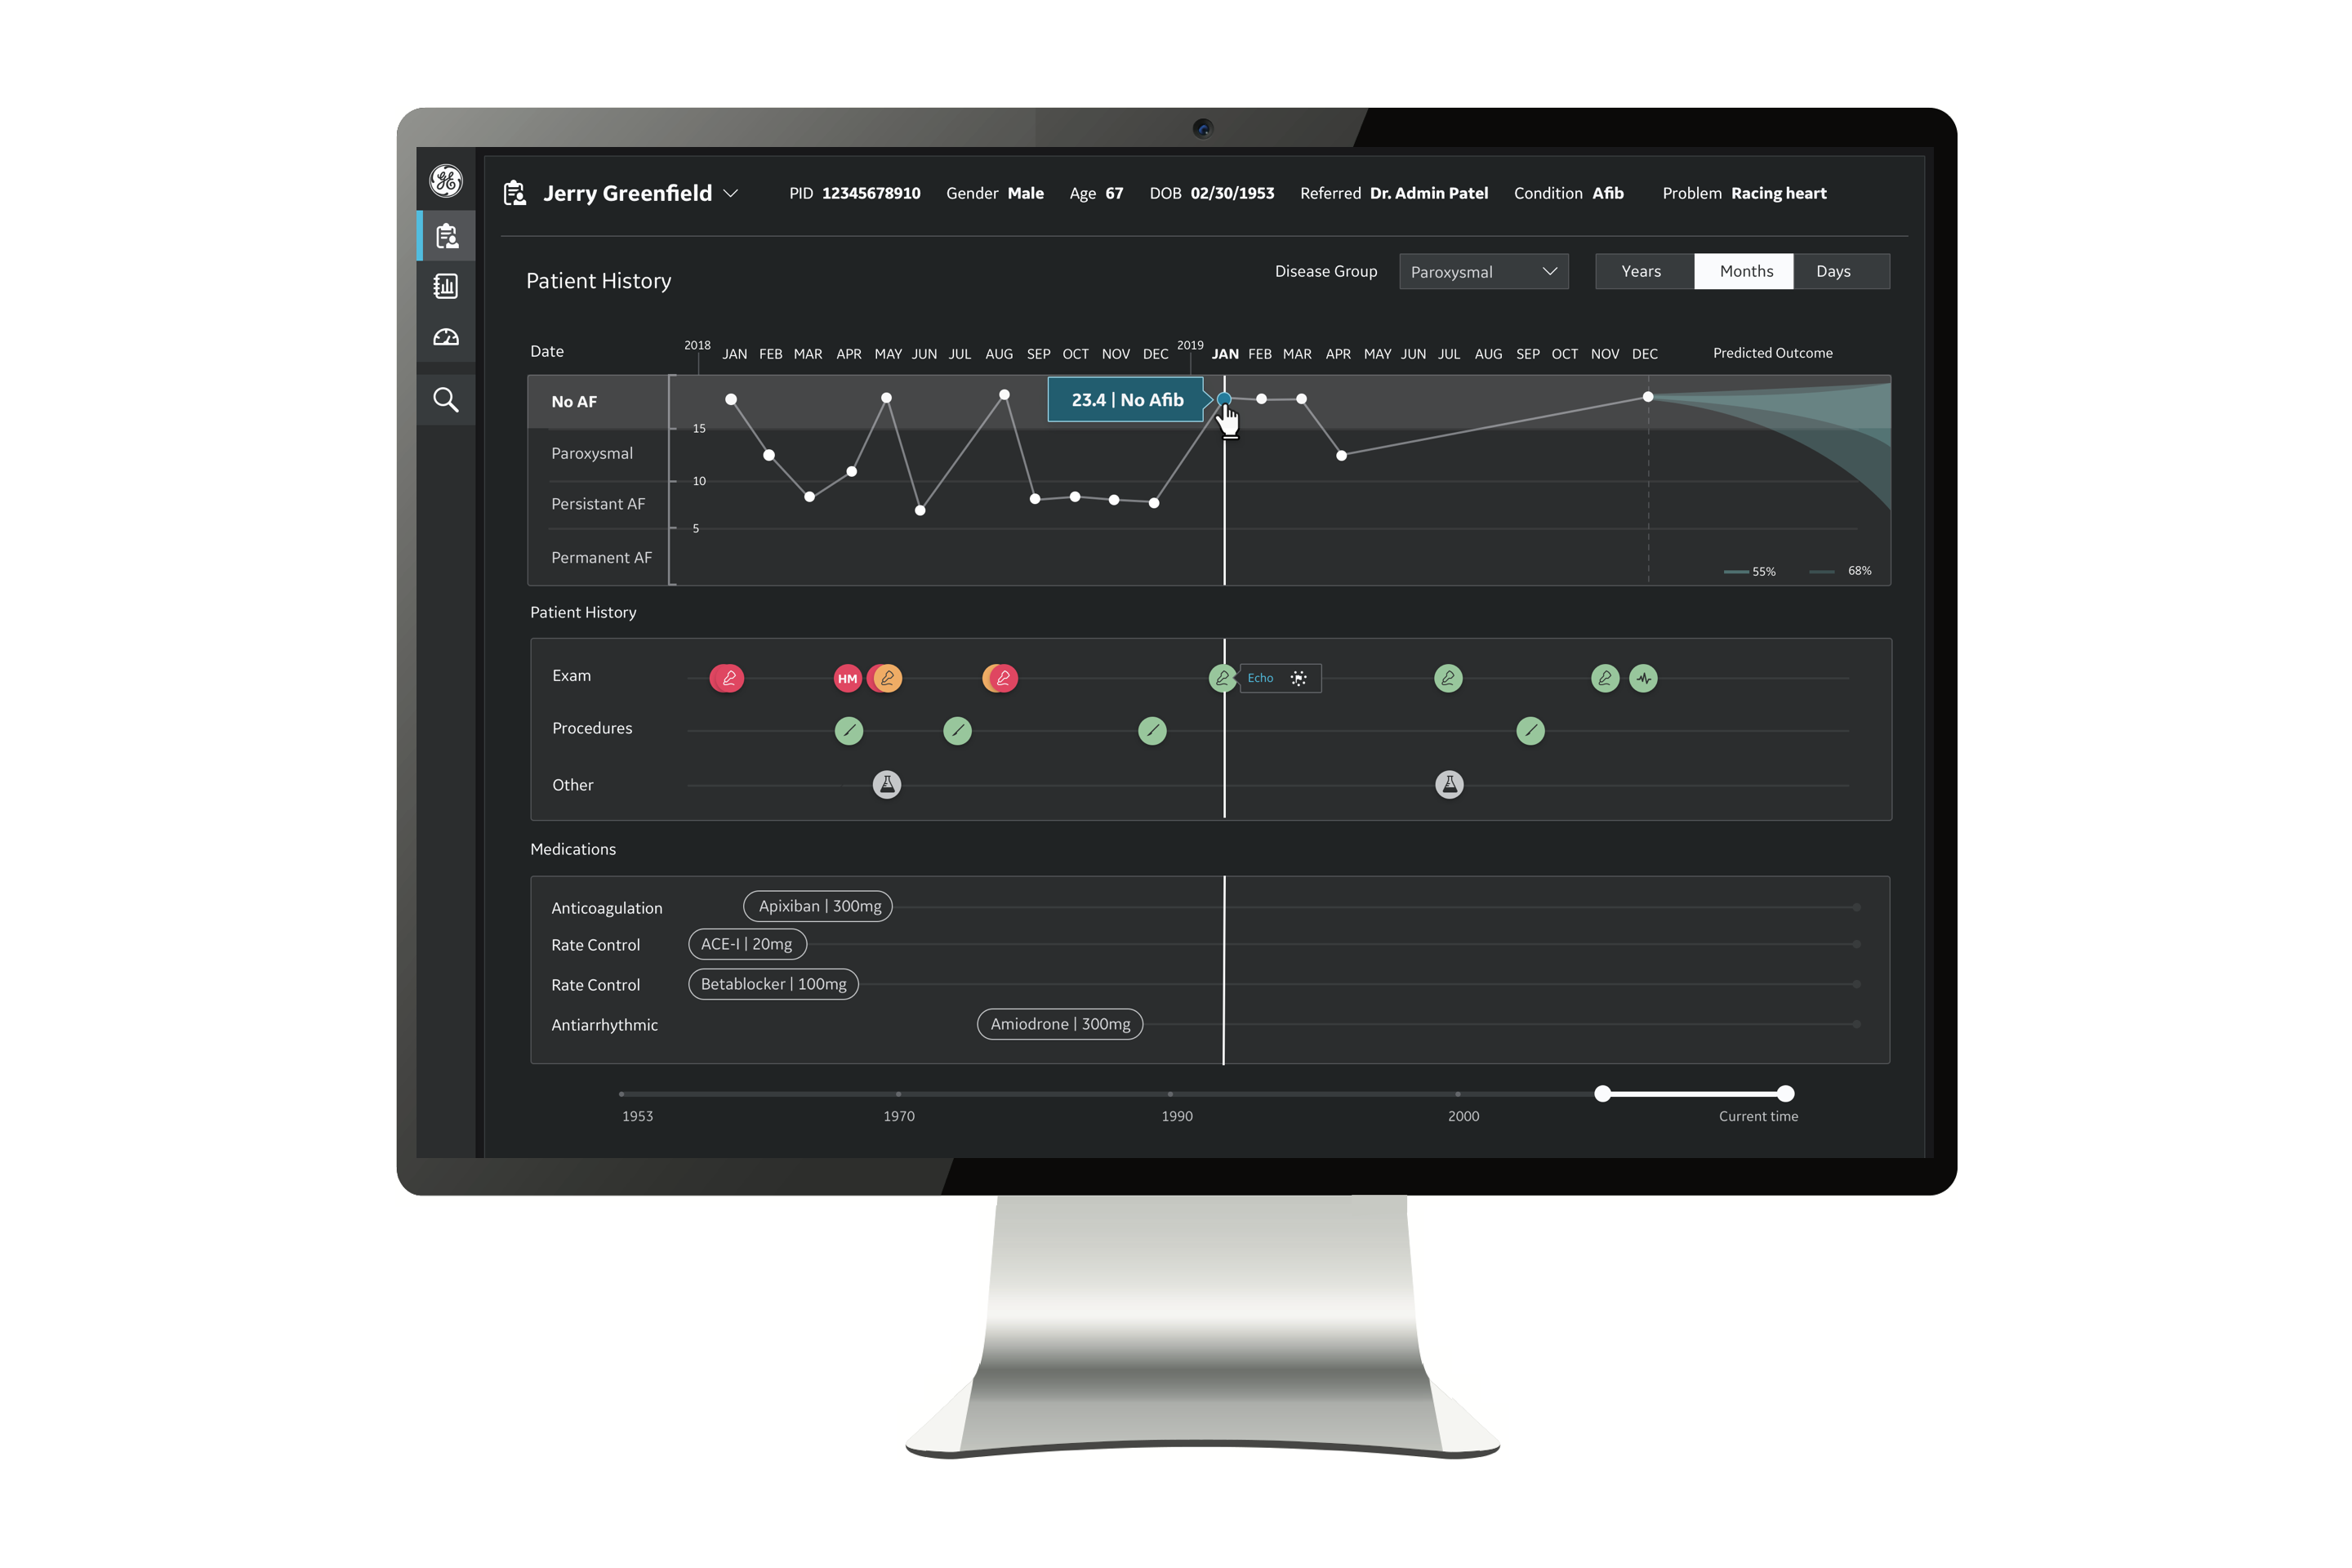 Jerry Greenfield PID 12345678910 Gender Male Age 67 DOB 02/30/1953 Referred Dr. Admin Patel Condition Afib Problem Racing heart
Patient History
Disease Group Paroxysmal Years Months Days
Date 2018 JAN FEB MAR APR MAY JUN JUL AUG SEP OCT NOV DEC 2019 JAN FEB MAR APR MAY JUN JUL AUG SEP OCT NOV DEC Predicted Outcome
No AF
23.4 | No Afib
15
Paroxysmal
10
Persistant AF
5
Permanent AF
55% 68%
Patient History
Exam HM Echo
Procedures
Other
Medications
Anticoagulation Apixiban | 300mg
Rate Control ACE-I | 20mg
Rate Control Betablocker | 100mg
Antiarrhythmic Amiodrone | 300mg
1953 1970 1990 2000 Current time